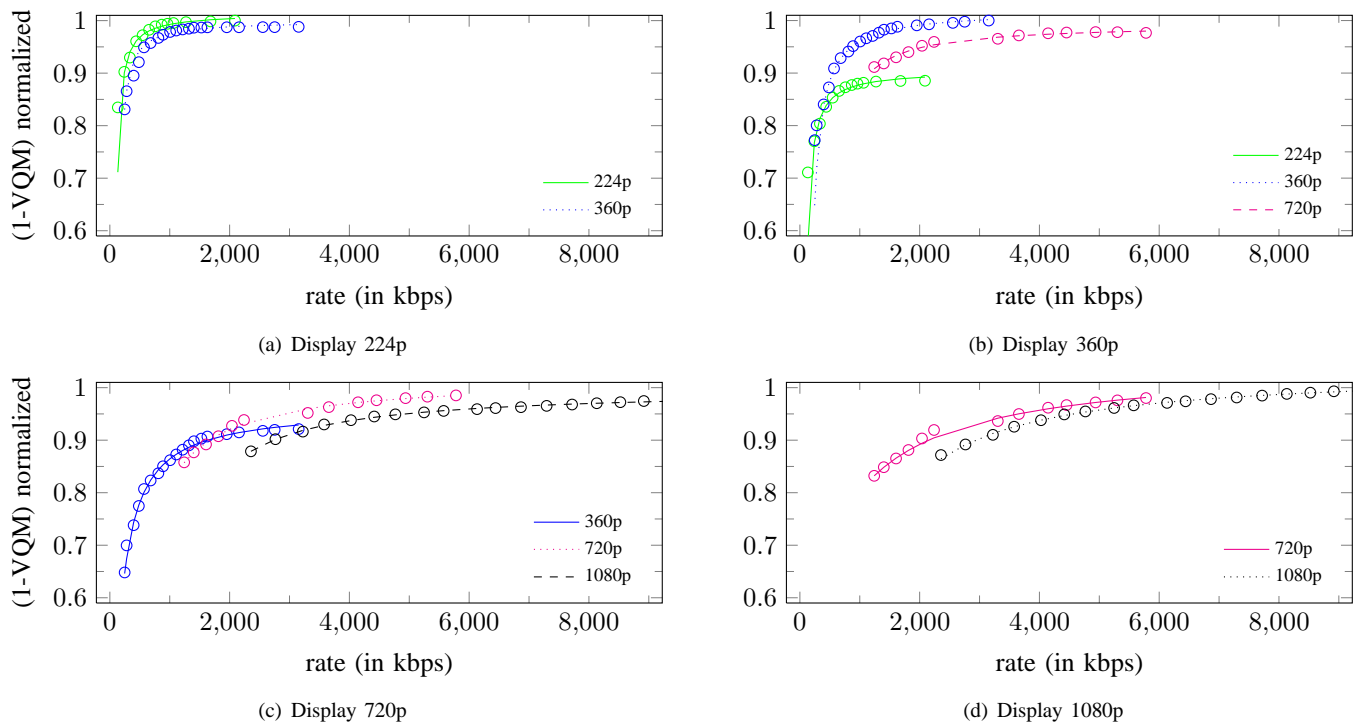 1
0.9
0.8
0.7
0.6
(1-VQM) normalized
224p
360p
0 2,000 4,000 6,000 8,000
rate (in kbps)
(a) Display 224p
1
0.9
0.8
0.7
0.6
224p
360p
720p
0 2,000 4,000 6,000 8,000
rate (in kbps)
(b) Display 360p
1
0.9
0.8
0.7
0.6
(1-VQM) normalized
360p
720p
1080p
0 2,000 4,000 6,000 8,000
rate (in kbps)
(c) Display 720p
1
0.9
0.8
0.7
0.6
720p
1080p
0 2,000 4,000 6,000 8,000
rate (in kbps)
(d) Display 1080p